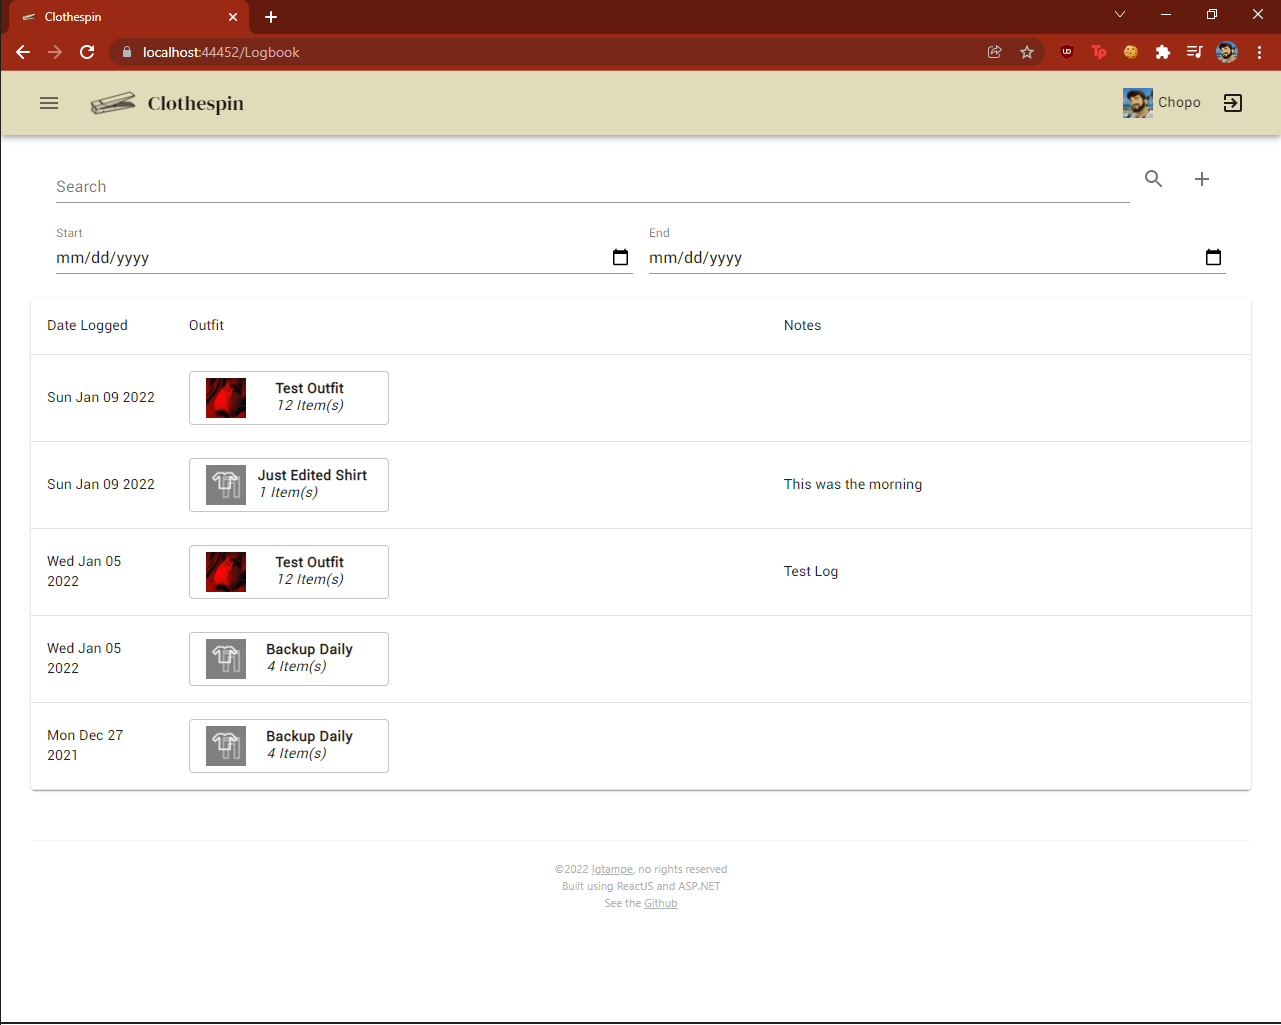 Clothespin
localhost:44452/Logbook
Clothespin
Chopo
Search
Start
End
mm/dd/yyyy
mm/dd/yyyy
Date Logged
Outfit
Notes
Sun Jan 09 2022
Test Outfit
12 Item(s)
Sun Jan 09 2022
Just Edited Shirt
1 Item(s)
This was the morning
Wed Jan 05
2022
Test Outfit
12 Item(s)
Test Log
Wed Jan 05
2022
Backup Daily
4 Item(s)
Mon Dec 27
2021
Backup Daily
4 Item(s)
©2022 Igtampe, no rights reserved
Built using ReactJS and ASP.NET
See the Github